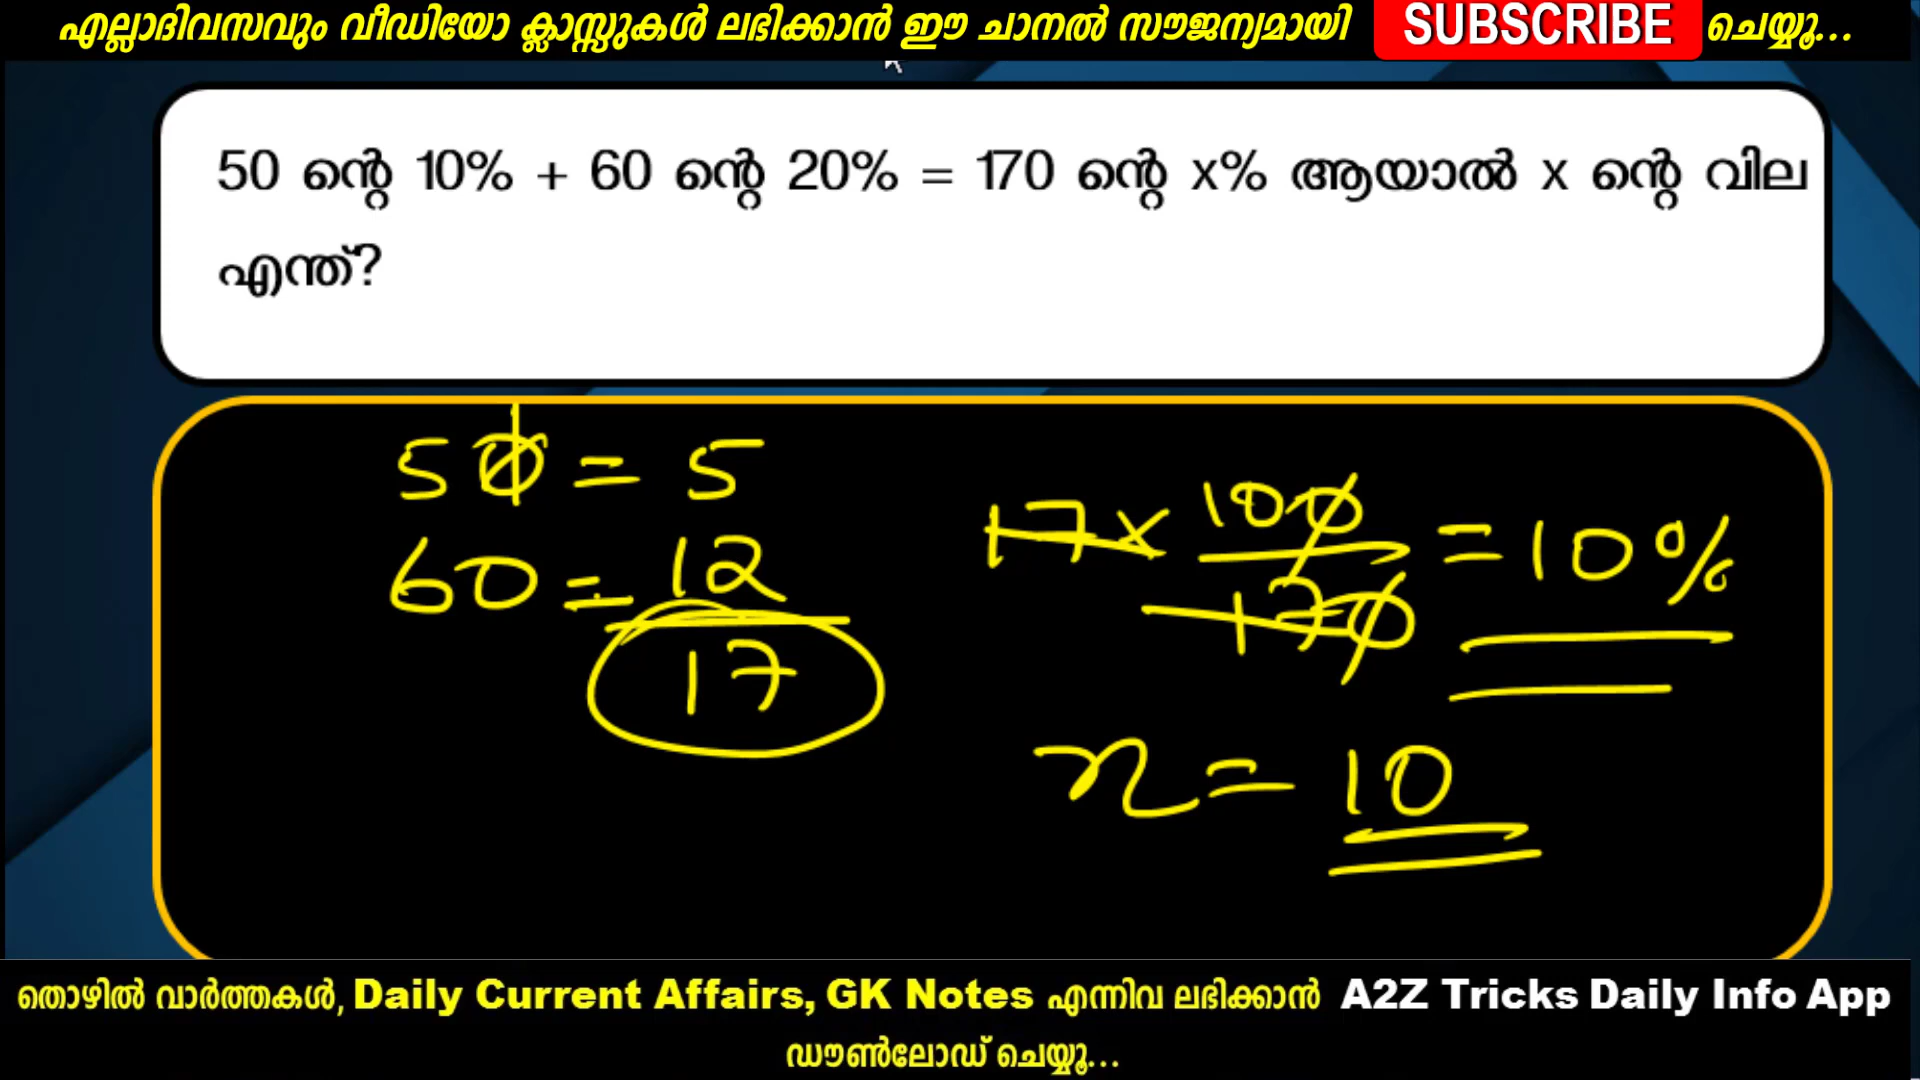 എല്ലാദിവസവും വീഡിയോ ക്ലാസ്സുകൾ ലഭിക്കാൻ ഈ ചാനൽ സൗജന്യമായി SUBSCRIBE ചെയ്യൂ...
50 ന്റെ 10% + 60 ന്റെ 20% = 170 ന്റെ x% ആയാൽ x ന്റെ വില
എന്ത്?
50 = 5
60 = 12
17
17 × 100/170 = 10%
x = 10
തൊഴിൽ വാർത്തകൾ, Daily Current Affairs, GK Notes എന്നിവ ലഭിക്കാൻ A2Z Tricks Daily Info App
ഡൗൺലോഡ് ചെയ്യൂ...